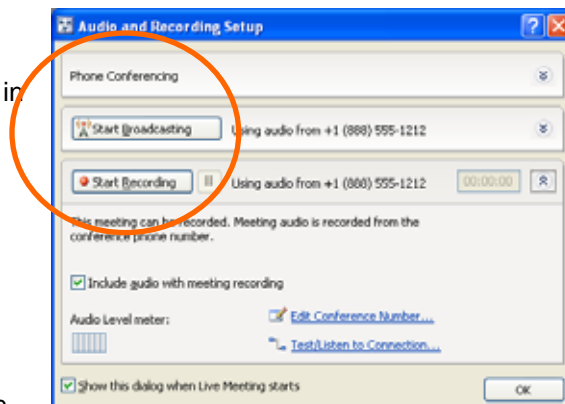 Audio and Recording Setup
in
Phone Conferencing
Start Broadcasting Using audio from +1 (888) 555-1212
Start Recording Using audio from +1 (888) 555-1212 00:00:00
This meeting can be recorded. Meeting audio is recorded from the
conference phone number.
Include audio with meeting recording
Audio Level meter: Edit Conference Number...
Test/Listen to Connection...
Show this dialog when Live Meeting starts OK